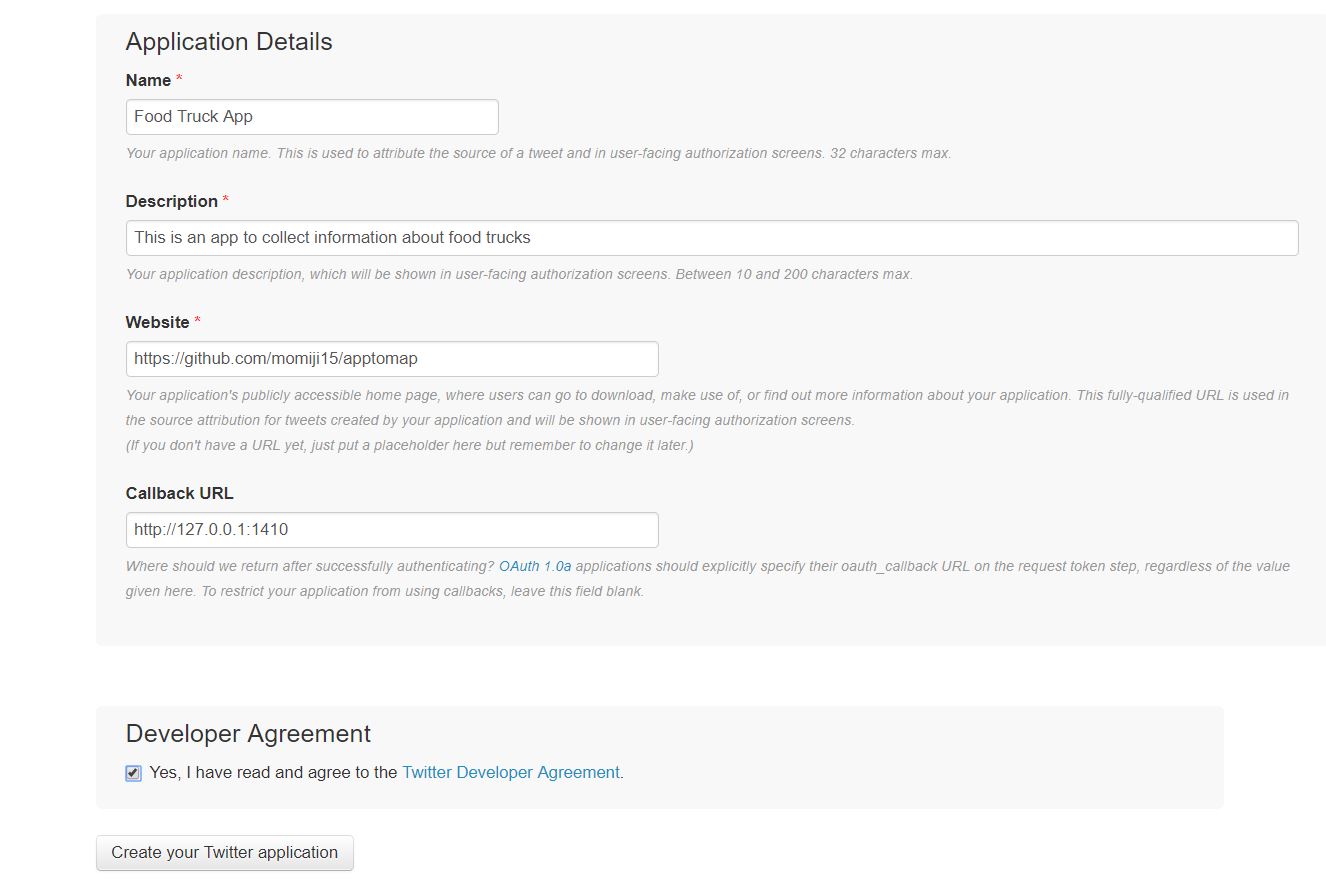 Application Details
Name *
Food Truck App
Your application name. This is used to attribute the source of a tweet and in user-facing authorization screens. 32 characters max.
Description *
This is an app to collect information about food trucks
Your application description, which will be shown in user-facing authorization screens. Between 10 and 200 characters max.
Website *
https://github.com/momiji15/apptomap
Your application's publicly accessible home page, where users can go to download, make use of, or find out more information about your application. This fully-qualified URL is used in
the source attribution for tweets created by your application and will be shown in user-facing authorization screens.
(If you don't have a URL yet, just put a placeholder here but remember to change it later.)
Callback URL
http://127.0.0.1:1410
Where should we return after successfully authenticating? OAuth 1.0a applications should explicitly specify their oauth_callback URL on the request token step, regardless of the value
given here. To restrict your application from using callbacks, leave this field blank.
Developer Agreement
Yes, I have read and agree to the Twitter Developer Agreement.
Create your Twitter application